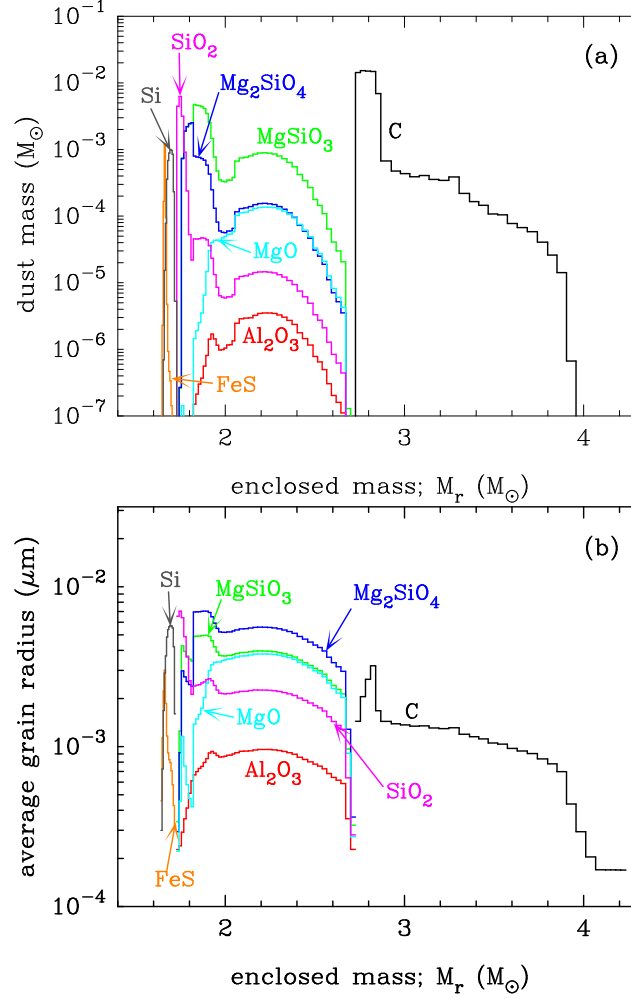 10⁻¹
(a)
SiO₂
10⁻²
Si
Mg₂SiO₄
MgSiO₃
C
10⁻³
dust mass (M⊙)
10⁻⁴
MgO
10⁻⁵
Al₂O₃
10⁻⁶
FeS
10⁻⁷
2
3
4
enclosed mass; Mᵣ (M⊙)
(b)
10⁻²
Si
MgSiO₃
Mg₂SiO₄
average grain radius (μm)
C
MgO
10⁻³
Al₂O₃
SiO₂
FeS
10⁻⁴
2
3
4
enclosed mass; Mᵣ (M⊙)